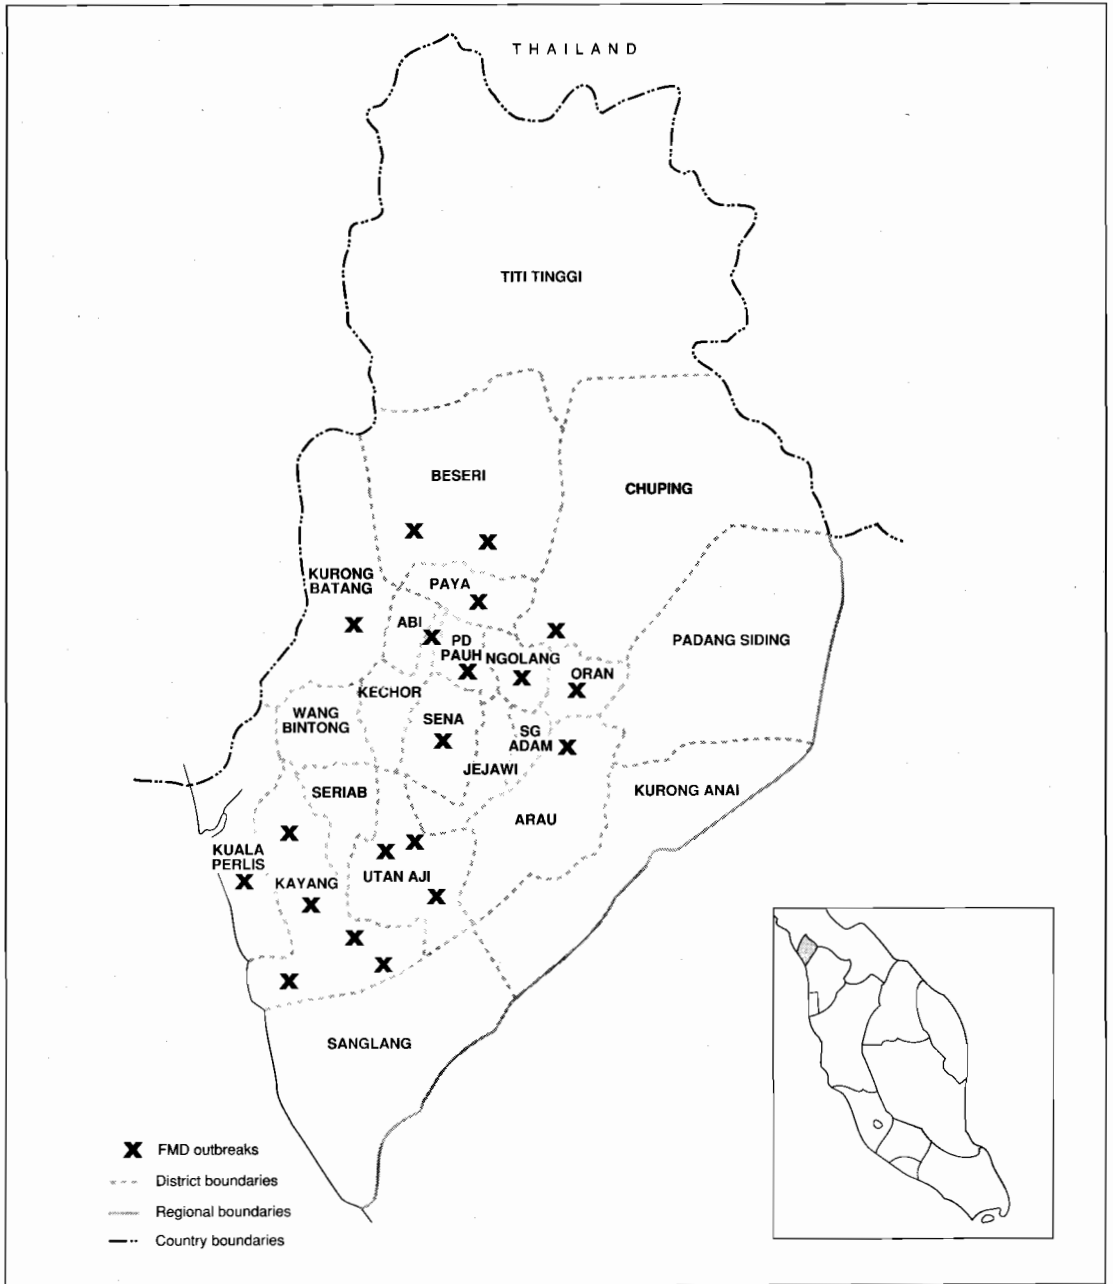 THAILAND
TITI TINGGI
BESERI
CHUPING
KURONG
BATANG
PAYA
ABI
PD
PAUH
NGOLANG
ORAN
PADANG SIDING
KECHOR
WANG
BINTONG
SENA
SG
ADAM
JEJAWI
SERIAB
KURONG ANAI
ARAU
KUALA
PERLIS
KAYANG
UTAN AJI
SANGLANG
FMD outbreaks
District boundaries
Regional boundaries
Country boundaries